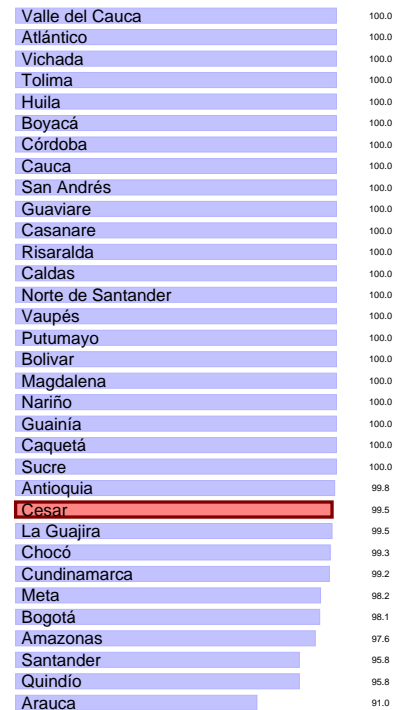 Valle del Cauca 100.0
Atlántico 100.0
Vichada 100.0
Tolima 100.0
Huila 100.0
Boyacá 100.0
Córdoba 100.0
Cauca 100.0
San Andrés 100.0
Guaviare 100.0
Casanare 100.0
Risaralda 100.0
Caldas 100.0
Norte de Santander 100.0
Vaupés 100.0
Putumayo 100.0
Bolivar 100.0
Magdalena 100.0
Nariño 100.0
Guainía 100.0
Caquetá 100.0
Sucre 100.0
Antioquia 99.8
Cesar 99.5
La Guajira 99.5
Chocó 99.3
Cundinamarca 99.2
Meta 98.2
Bogotá 98.1
Amazonas 97.6
Santander 95.8
Quindío 95.8
Arauca 91.0